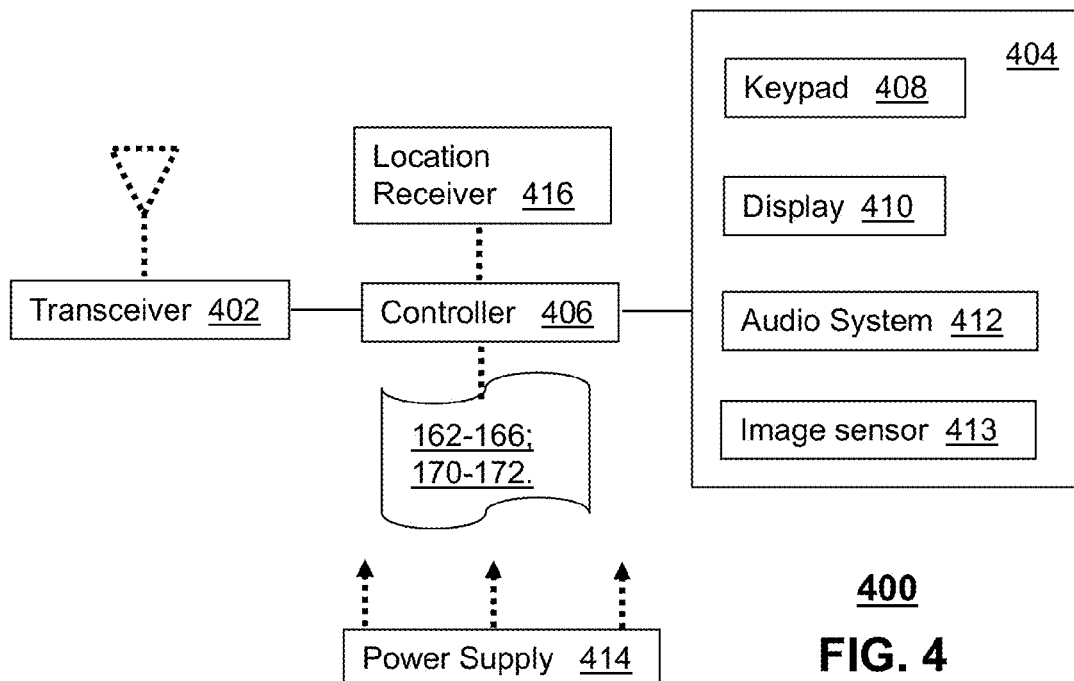 404
Keypad 408
Location
Receiver 416
Display 410
Transceiver 402
Controller 406
Audio System 412
162-166;
170-172.
Image sensor 413
400
Power Supply 414
FIG. 4